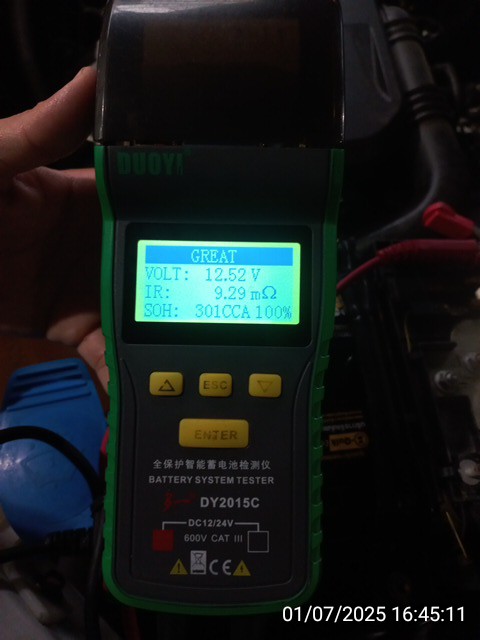 DUOYI
GREAT
VOLT: 12.52 V
IR: 9.29 mΩ
SOH: 301CCA 100%
ESC
ENTER
全保护智能蓄电池检测仪
BATTERY SYSTEM TESTER
DY2015C
DC12/24V
600V CAT III
CE
01/07/2025 16:45:11